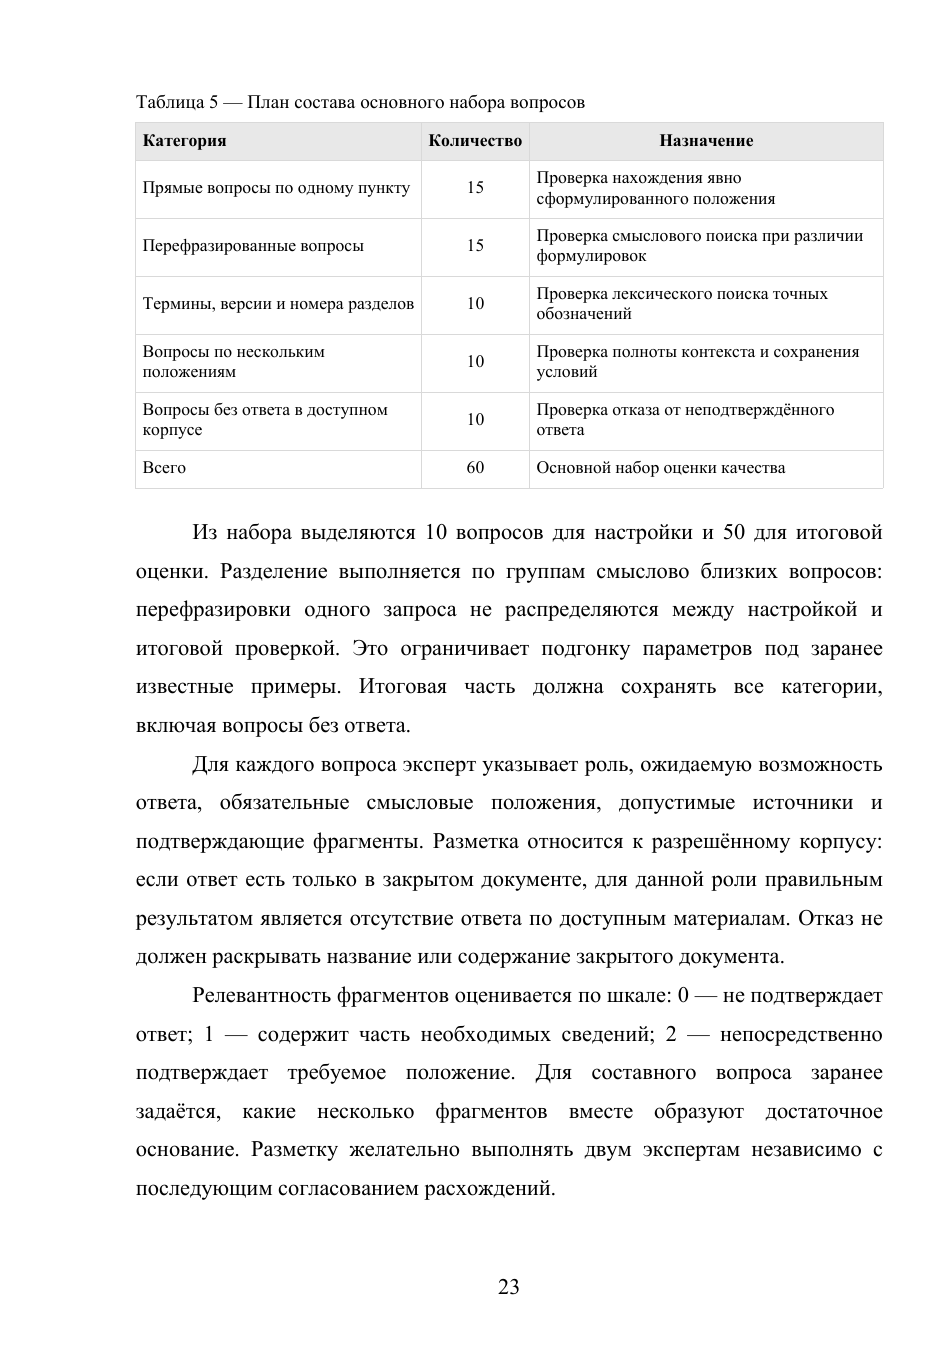 Таблица 5 — План состава основного набора вопросов
Категория Количество Назначение
Прямые вопросы по одному пункту 15 Проверка нахождения явно
сформулированного положения
Перефразированные вопросы 15 Проверка смыслового поиска при различии
формулировок
Термины, версии и номера разделов 10 Проверка лексического поиска точных
обозначений
Вопросы по нескольким
положениям 10 Проверка полноты контекста и сохранения
условий
Вопросы без ответа в доступном
корпусе 10 Проверка отказа от неподтверждённого
ответа
Всего 60 Основной набор оценки качества
Из набора выделяются 10 вопросов для настройки и 50 для итоговой
оценки. Разделение выполняется по группам смыслово близких вопросов:
перефразировки одного запроса не распределяются между настройкой и
итоговой проверкой. Это ограничивает подгонку параметров под заранее
известные примеры. Итоговая часть должна сохранять все категории,
включая вопросы без ответа.
Для каждого вопроса эксперт указывает роль, ожидаемую возможность
ответа, обязательные смысловые положения, допустимые источники и
подтверждающие фрагменты. Разметка относится к разрешённому корпусу:
если ответ есть только в закрытом документе, для данной роли правильным
результатом является отсутствие ответа по доступным материалам. Отказ не
должен раскрывать название или содержание закрытого документа.
Релевантность фрагментов оценивается по шкале: 0 — не подтверждает
ответ; 1 — содержит часть необходимых сведений; 2 — непосредственно
подтверждает требуемое положение. Для составного вопроса заранее
задаётся, какие несколько фрагментов вместе образуют достаточное
основание. Разметку желательно выполнять двум экспертам независимо с
последующим согласованием расхождений.
23